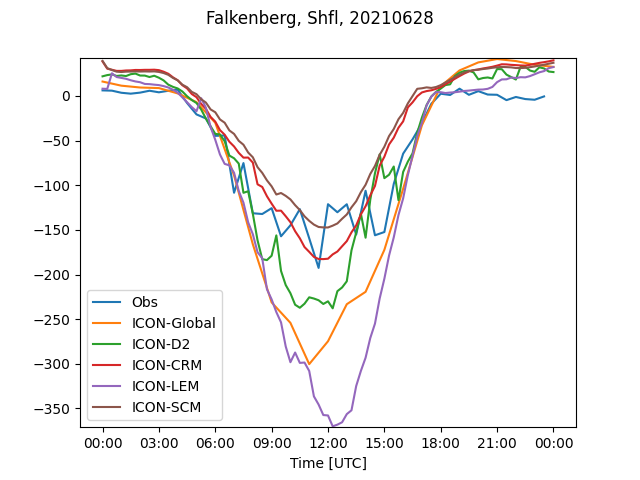 Falkenberg, Shfl, 20210628
0
−50
−100
−150
−200
−250
−300
−350
Obs
ICON-Global
ICON-D2
ICON-CRM
ICON-LEM
ICON-SCM
00:00 03:00 06:00 09:00 12:00 15:00 18:00 21:00 00:00
Time [UTC]